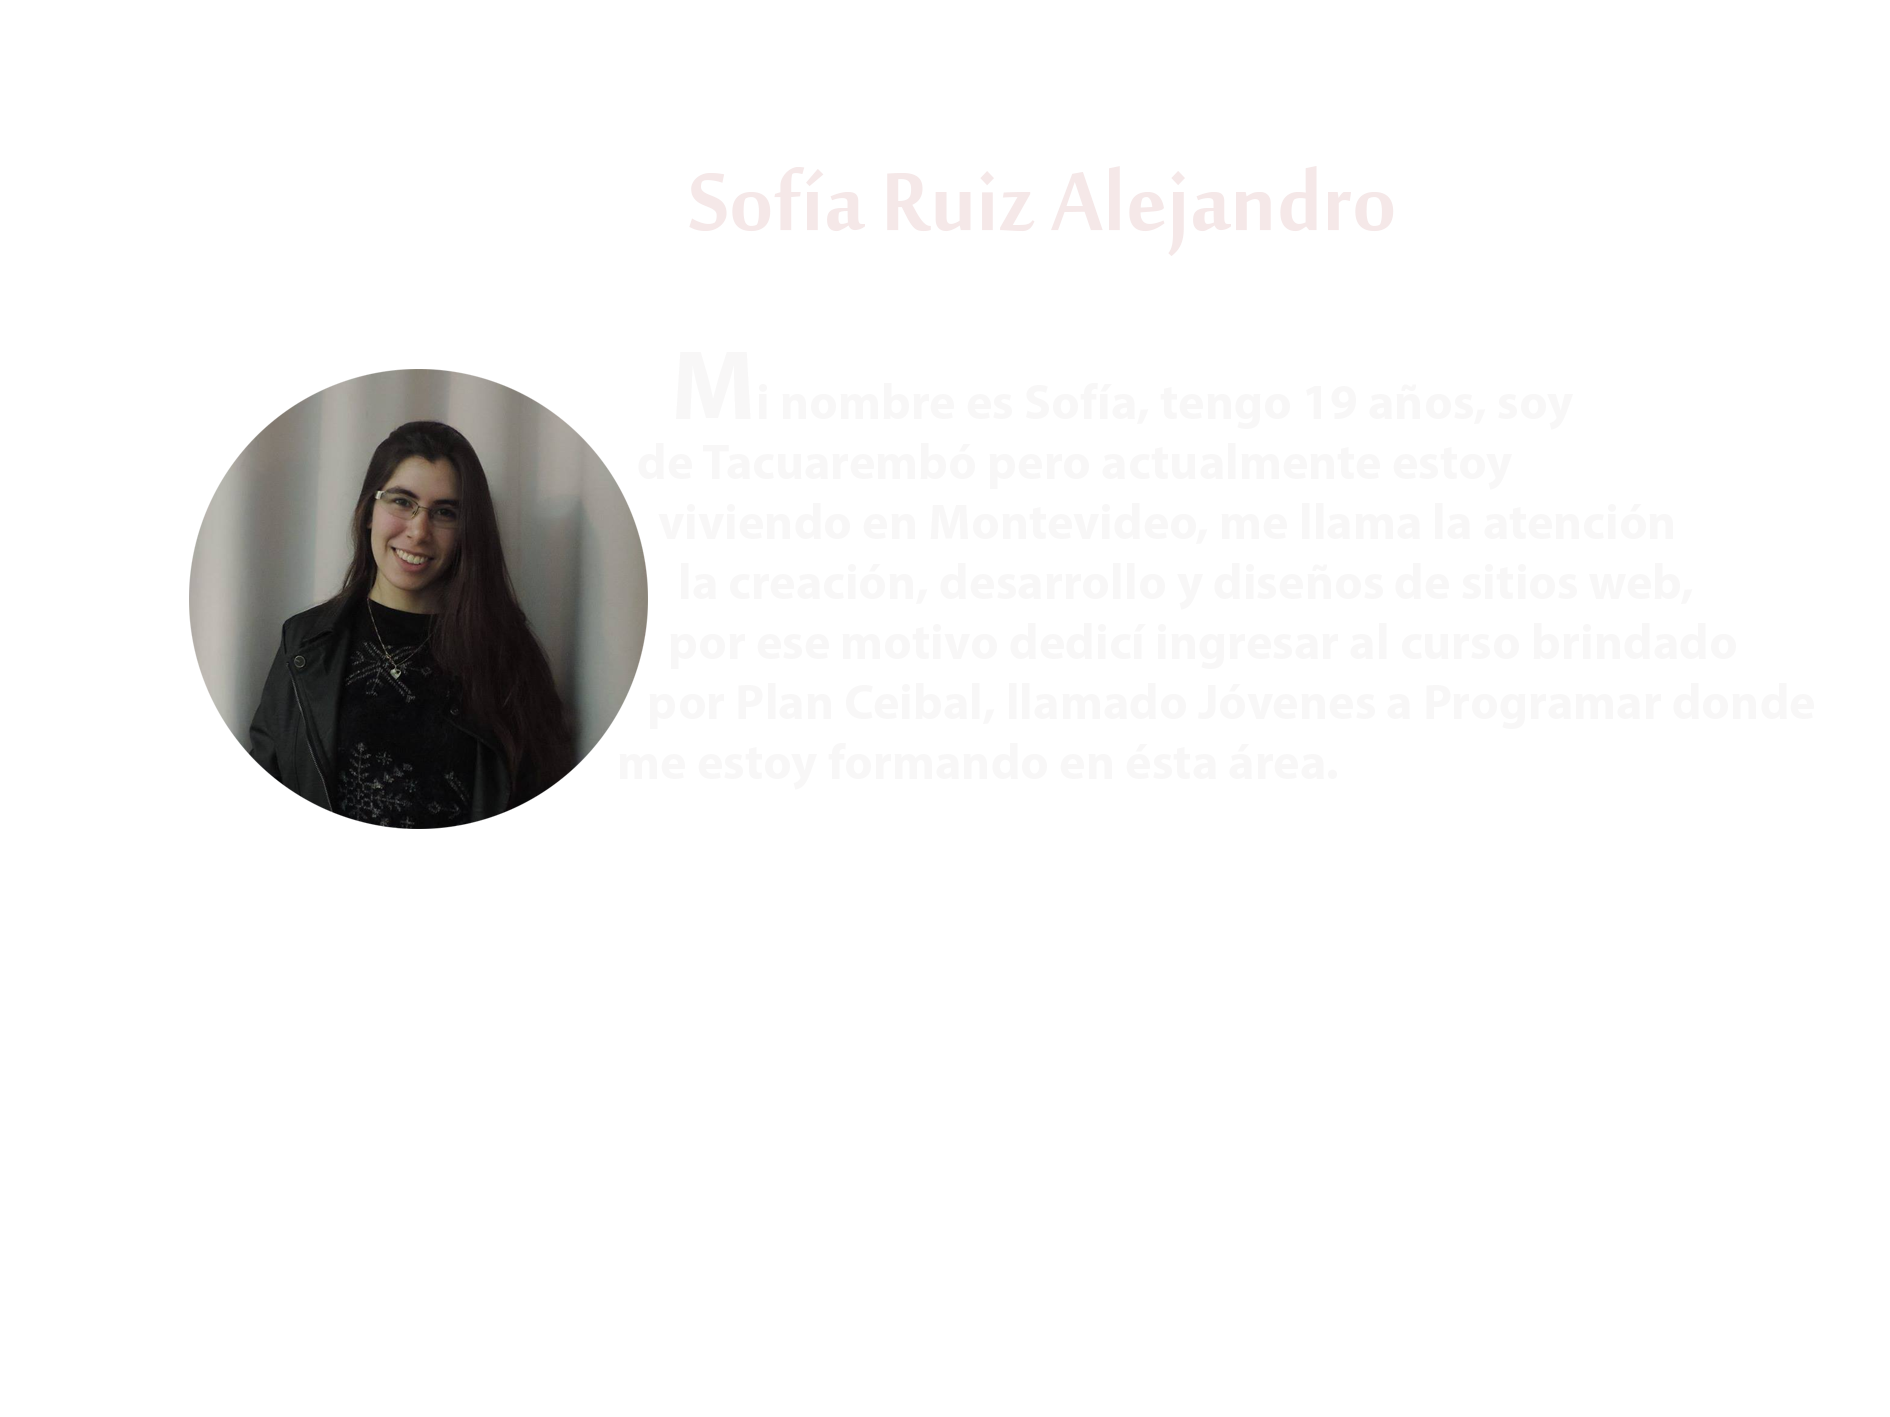 Sofía Ruiz Alejandro
Mi nombre es Sofía, tengo 19 años, soy
de Tacuarembó pero actualmente estoy
viviendo en Montevideo, me llama la atención
la creación, desarrollo y diseños de sitios web,
por ese motivo dedicí ingresar al curso brindado
por Plan Ceibal, llamado Jóvenes a Programar donde
me estoy formando en ésta área.